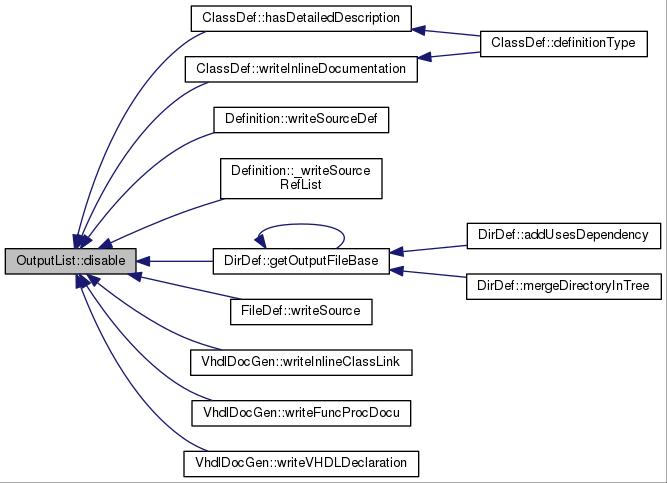 ClassDef::hasDetailedDescription
ClassDef::definitionType
ClassDef::writeInlineDocumentation
Definition::writeSourceDef
Definition::_writeSource
RefList
DirDef::addUsesDependency
OutputList::disable
DirDef::getOutputFileBase
DirDef::mergeDirectoryInTree
FileDef::writeSource
VhdlDocGen::writeInlineClassLink
VhdlDocGen::writeFuncProcDocu
VhdlDocGen::writeVHDLDeclaration